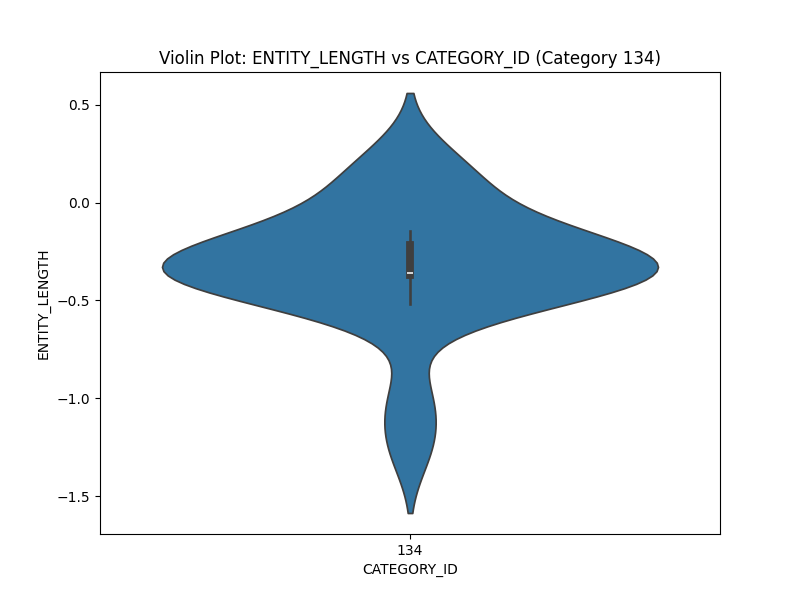 Violin Plot: ENTITY_LENGTH vs CATEGORY_ID (Category 134)
0.5
0.0
−0.5
−1.0
−1.5
ENTITY_LENGTH
134
CATEGORY_ID